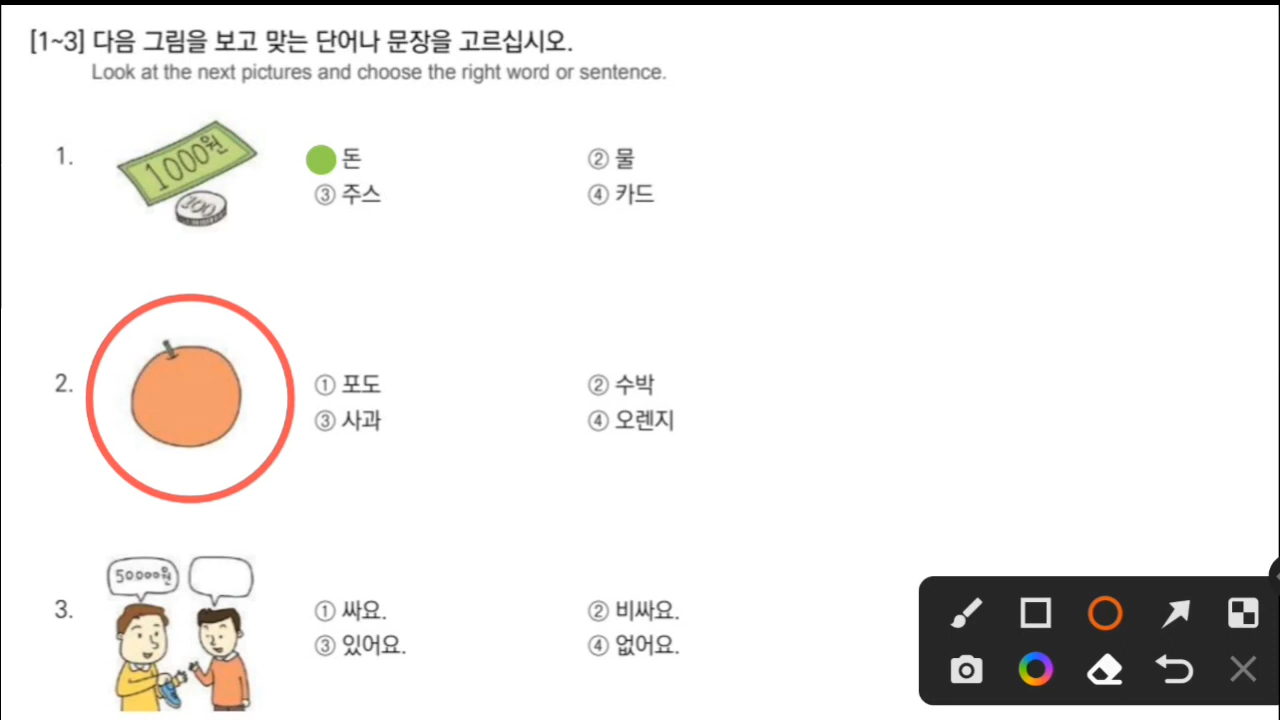 [1~3] 다음 그림을 보고 맞는 단어나 문장을 고르십시오.
Look at the next pictures and choose the right word or sentence.
1. 1000원 100 돈 ② 물
③ 주스 ④ 카드
2. ① 포도 ② 수박
③ 사과 ④ 오렌지
50000원
3. ① 싸요. ② 비싸요.
③ 있어요. ④ 없어요.